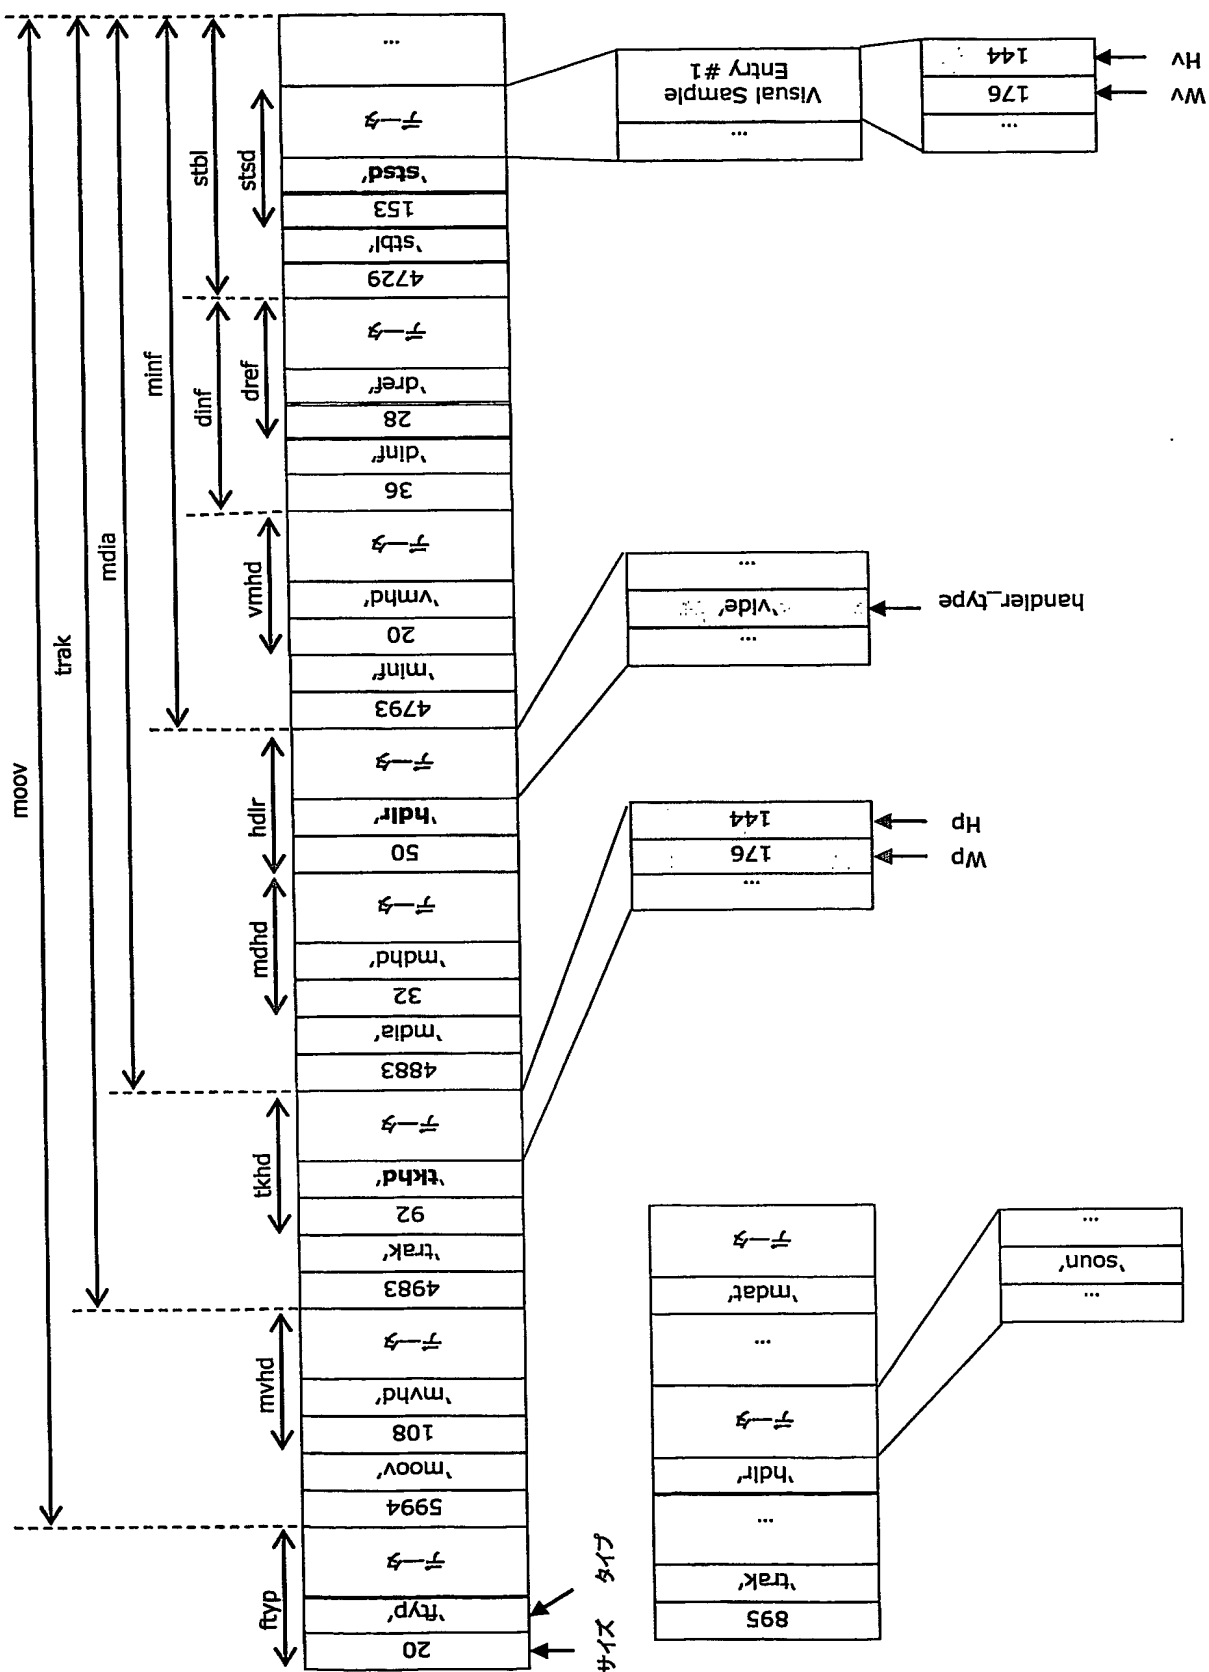 サイズ
タイプ
20
‘ftyp’
データ
5994
‘moov’
108
‘mvhd’
データ
4983
‘trak’
92
‘tkhd’
データ
4883
‘mdia’
32
‘mdhd’
データ
50
‘hdlr’
データ
4793
‘minf’
20
‘vmhd’
データ
36
‘dinf’
28
‘dref’
データ
4729
‘stbl’
153
‘stsd’
データ
...
ftyp
moov
mvhd
trak
tkhd
mdia
mdhd
hdlr
minf
vmhd
dinf
dref
stbl
stsd
895
‘trak’
...
‘hdlr’
データ
...
‘mdat’
データ
...
‘soun’
...
...
176
144
Wp
Hp
...
‘vide’
...
handler_type
...
Visual Sample
Entry #1
...
176
144
Wv
Hv